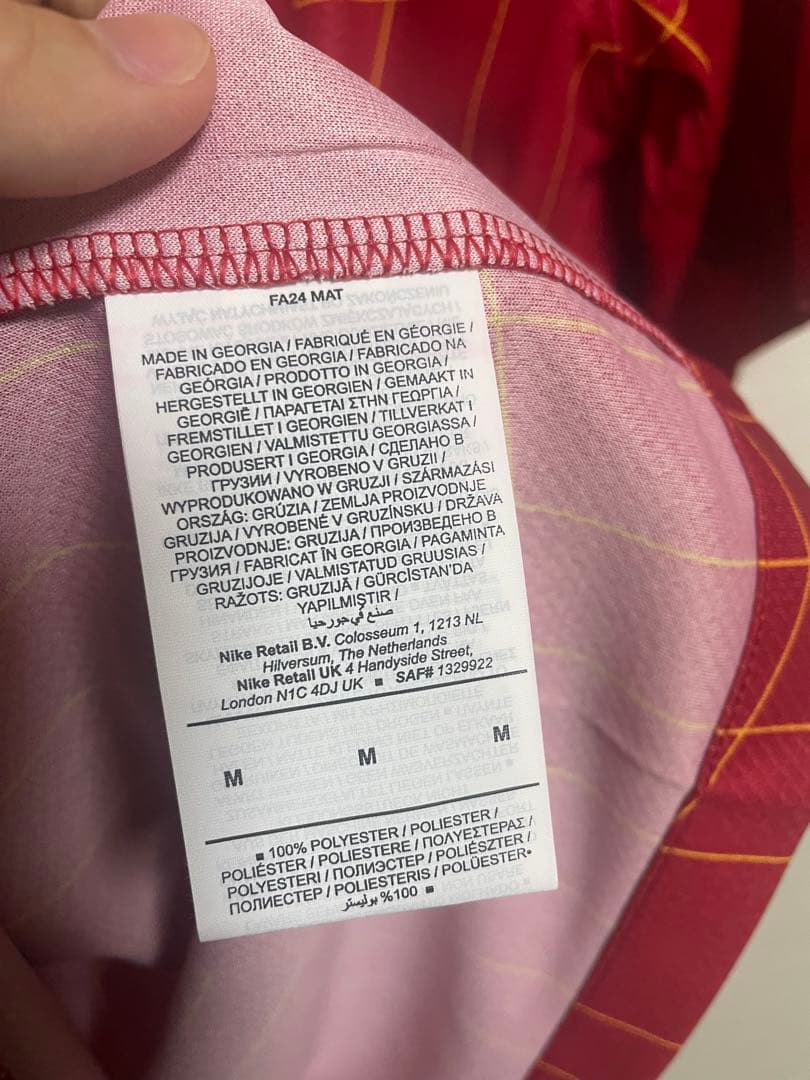 FA24 MAT
MADE IN GEORGIA / FABRIQUÉ EN GÉORGIE /
FABRICADO EN GEORGIA / FABRICADO NA
GEÓRGIA / PRODOTTO IN GEORGIA /
HERGESTELLT IN GEORGIEN / GEMAAKT IN
GEORGIË / ΠΑΡΑΓΕΤΑΙ ΣΤΗΝ ΓΕΩΡΓΙΑ /
FREMSTILLET I GEORGIEN / TILLVERKAT I
GEORGIEN / VALMISTETTU GEORGIASSA /
PRODUSERT I GEORGIA / СДЕЛАНО В
ГРУЗИИ / VYROBENO V GRUZII /
WYPRODUKOWANO W GRUZJI / SZÁRMAZÁSI
ORSZÁG: GRÚZIA / ZEMLJA PROIZVODNJE
GRUZIJA / VYROBENÉ V GRUZÍNSKU / DRŽAVA
PROIZVODNJE: GRUZIJA / ПРОИЗВЕДЕНО В
ГРУЗИЯ / FABRICAT ÎN GEORGIA / PAGAMINTA
GRUZIJOJE / VALMISTATUD GRUUSIAS /
RAŽOTS: GRUZIJĀ / GÜRCİSTAN'DA
YAPILMIŞTIR /
صنع في جورجيا
Nike Retail B.V. Colosseum 1, 1213 NL
Hilversum, The Netherlands
Nike Retail UK 4 Handyside Street,
London N1C 4DJ UK ■ SAF# 1329922
M M M
■ 100% POLYESTER / POLIESTER /
POLIÉSTER / POLIESTERE / ΠΟΛΥΕΣΤΕΡΑΣ /
POLYESTERI / ПОЛИЭСТЕР / POLIÉSZTER /
ПОЛИЕСТЕР / POLIESTERIS / POLÜESTER•
100% بوليستر ■